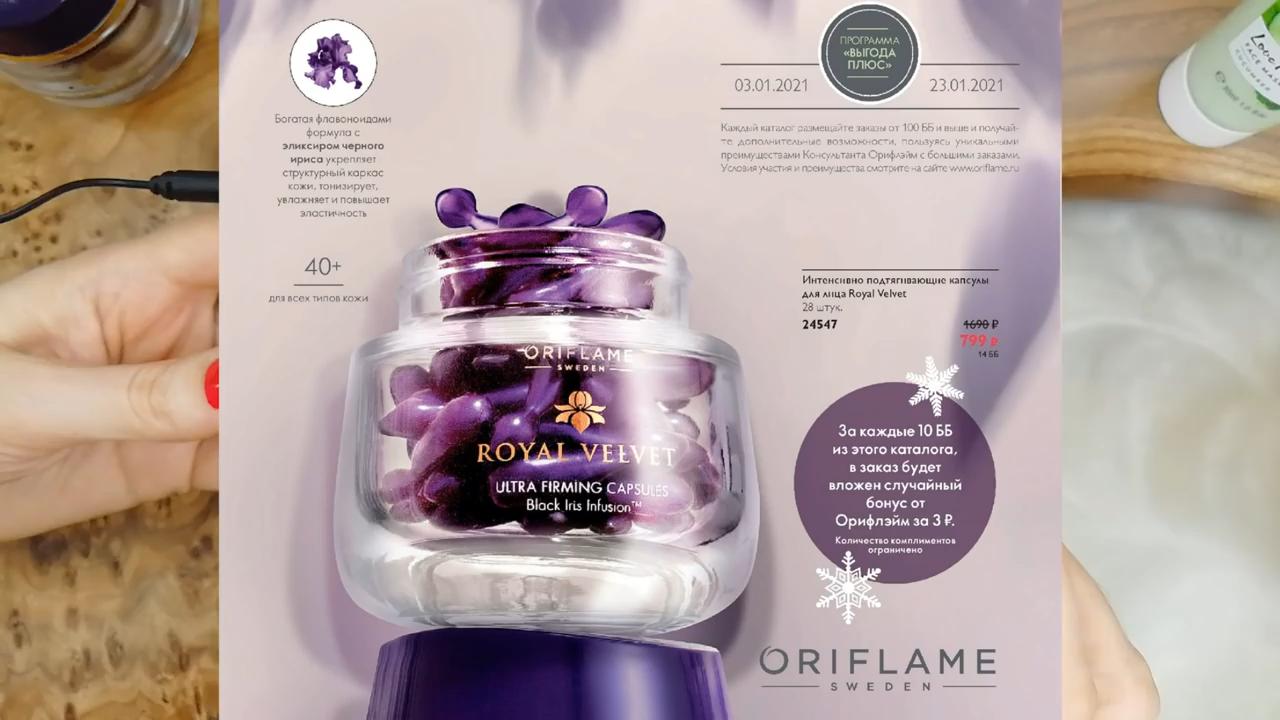 Богатая флавоноидами
формула с
эликсиром черного
ириса укрепляет
структурный каркас
кожи, тонизирует,
увлажняет и повышает
эластичность
40+
для всех типов кожи
ПРОГРАММА
«ВЫГОДА
ПЛЮС»
03.01.2021
23.01.2021
Каждый каталог размещайте заказы от 100 ББ и выше и получай-
те дополнительные возможности, пользуясь уникальными
преимуществами Консультанта Орифлэйм с большими заказами.
Условия участия и преимущества смотрите на сайте www.oriflame.ru
Интенсивно подтягивающие капсулы
для лица Royal Velvet
28 штук.
24547
1690 ₽
799 ₽
14 ББ
ORIFLAME
SWEDEN
ROYAL VELVET
ULTRA FIRMING CAPSULES
Black Iris Infusion™
За каждые 10 ББ
из этого каталога,
в заказ будет
вложен случайный
бонус от
Орифлэйм за 3 ₽.
Количество комплиментов
ограничено
ORIFLAME
SWEDEN
FACE MASK